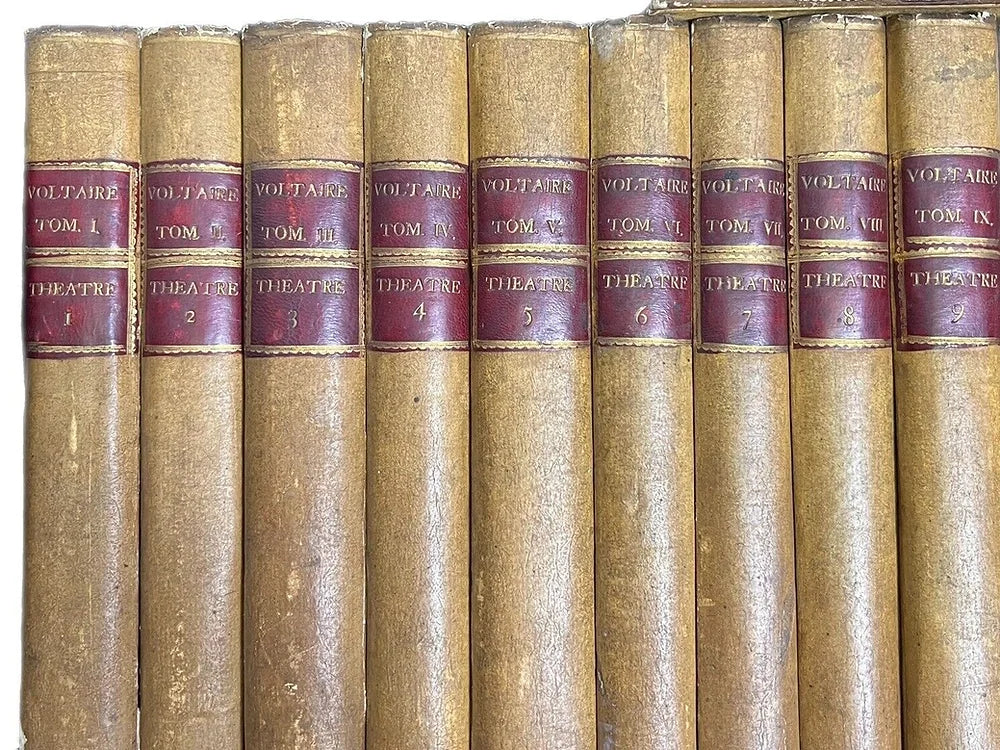 VOLTAIRE
TOM. I.
THEATRE
1
VOLTAIRE
TOM. II.
THEATRE
2
VOLTAIRE
TOM. III.
THEATRE
3
VOLTAIRE
TOM. IV.
THEATRE
4
VOLTAIRE
TOM. V.
THEATRE
5
VOLTAIRE
TOM. VI.
THEATRE
6
VOLTAIRE
TOM. VII.
THEATRE
7
VOLTAIRE
TOM. VIII.
THEATRE
8
VOLTAIRE
TOM. IX.
THEATRE
9